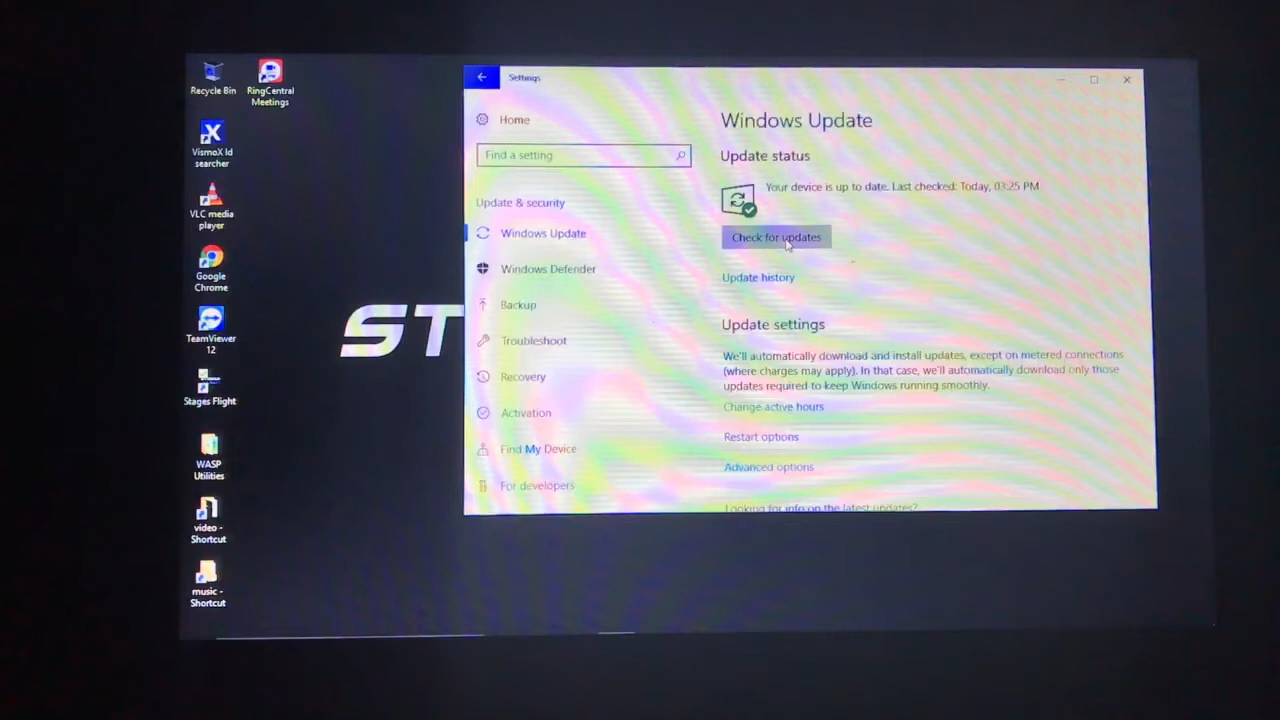 Recycle Bin
RingCentral
Meetings
VismoX Id
searcher
VLC media
player
Google
Chrome
TeamViewer
12
Stages Flight
WASP
Utilities
video -
Shortcut
music -
Shortcut
ST
Settings
Home
Find a setting
Update & security
Windows Update
Windows Defender
Backup
Troubleshoot
Recovery
Activation
Find My Device
For developers
Windows Update
Update status
Your device is up to date. Last checked: Today, 03:25 PM
Check for updates
Update history
Update settings
We'll automatically download and install updates, except on metered connections
(where charges may apply). In that case, we'll automatically download only those
updates required to keep Windows running smoothly.
Change active hours
Restart options
Advanced options
Looking for info on the latest updates?